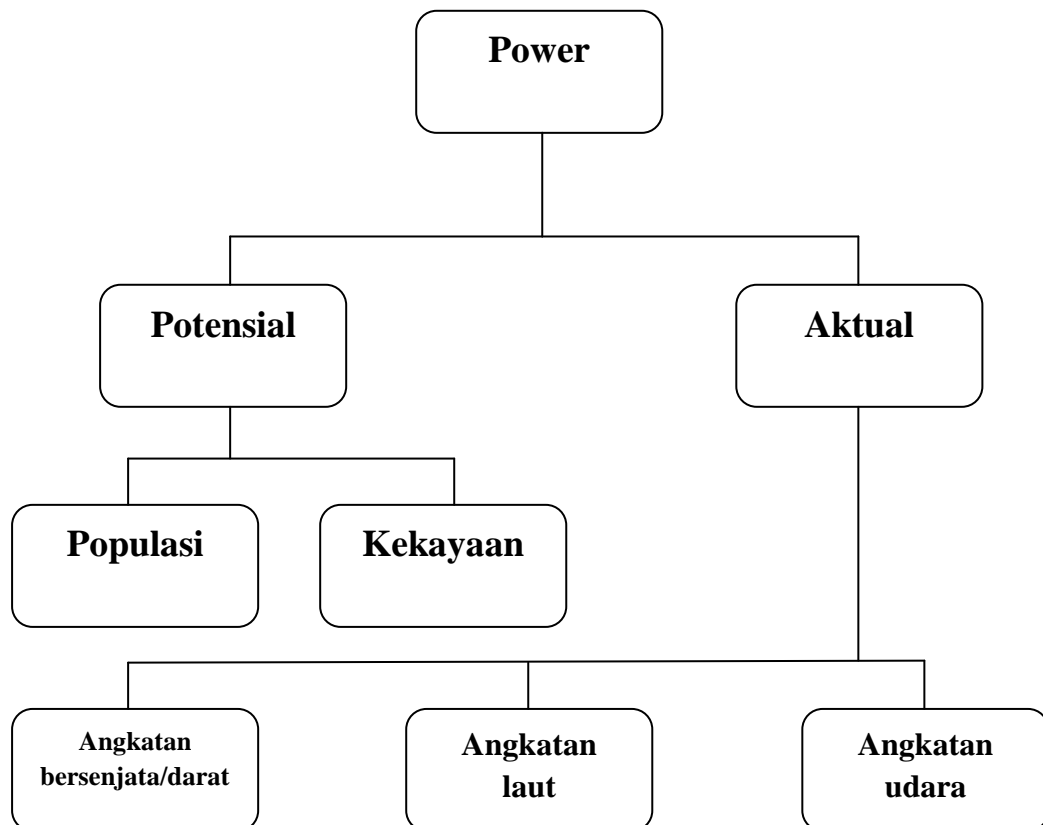 Power
Potensial
Aktual
Populasi
Kekayaan
Angkatan
bersenjata/darat
Angkatan
laut
Angkatan
udara